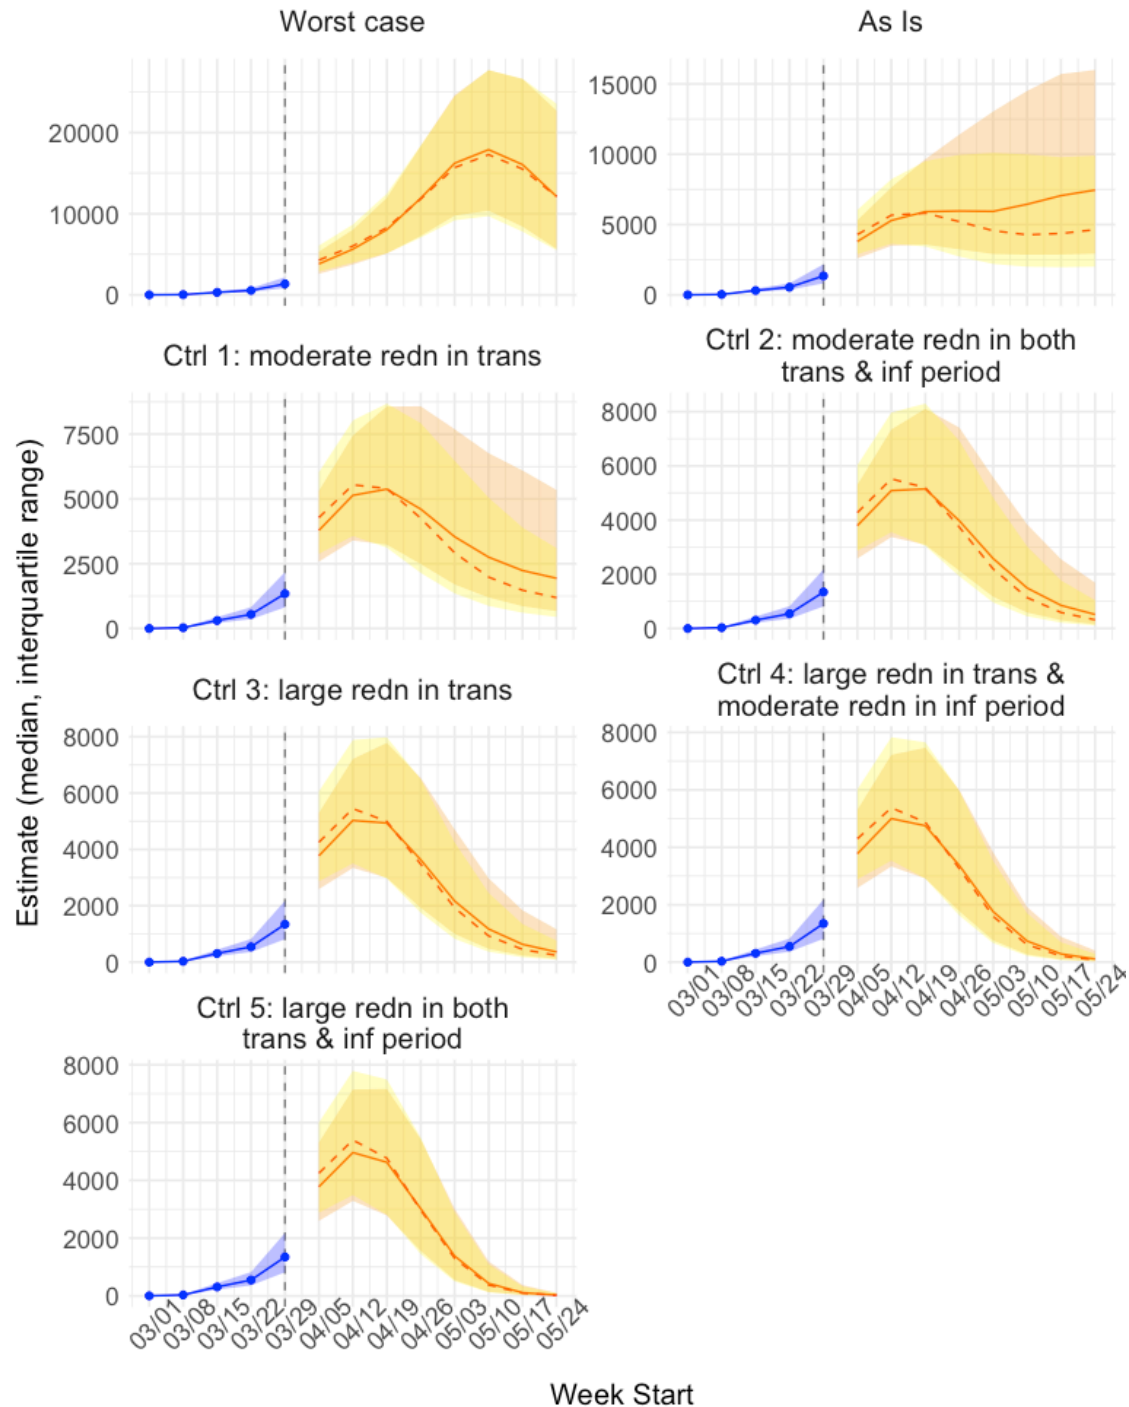 Worst case
As Is
20000
10000
0
15000
10000
5000
0
Ctrl 1: moderate redn in trans
Ctrl 2: moderate redn in both
trans & inf period
7500
5000
2500
0
8000
6000
4000
2000
0
Estimate (median, interquartile range)
Ctrl 3: large redn in trans
Ctrl 4: large redn in trans &
moderate redn in inf period
8000
6000
4000
2000
0
8000
6000
4000
2000
0
03/01 03/08 03/15 03/22 03/29 04/05 04/12 04/19 04/26 05/03 05/10 05/17 05/24
Ctrl 5: large redn in both
trans & inf period
8000
6000
4000
2000
0
03/01 03/08 03/15 03/22 03/29 04/05 04/12 04/19 04/26 05/03 05/10 05/17 05/24
Week Start